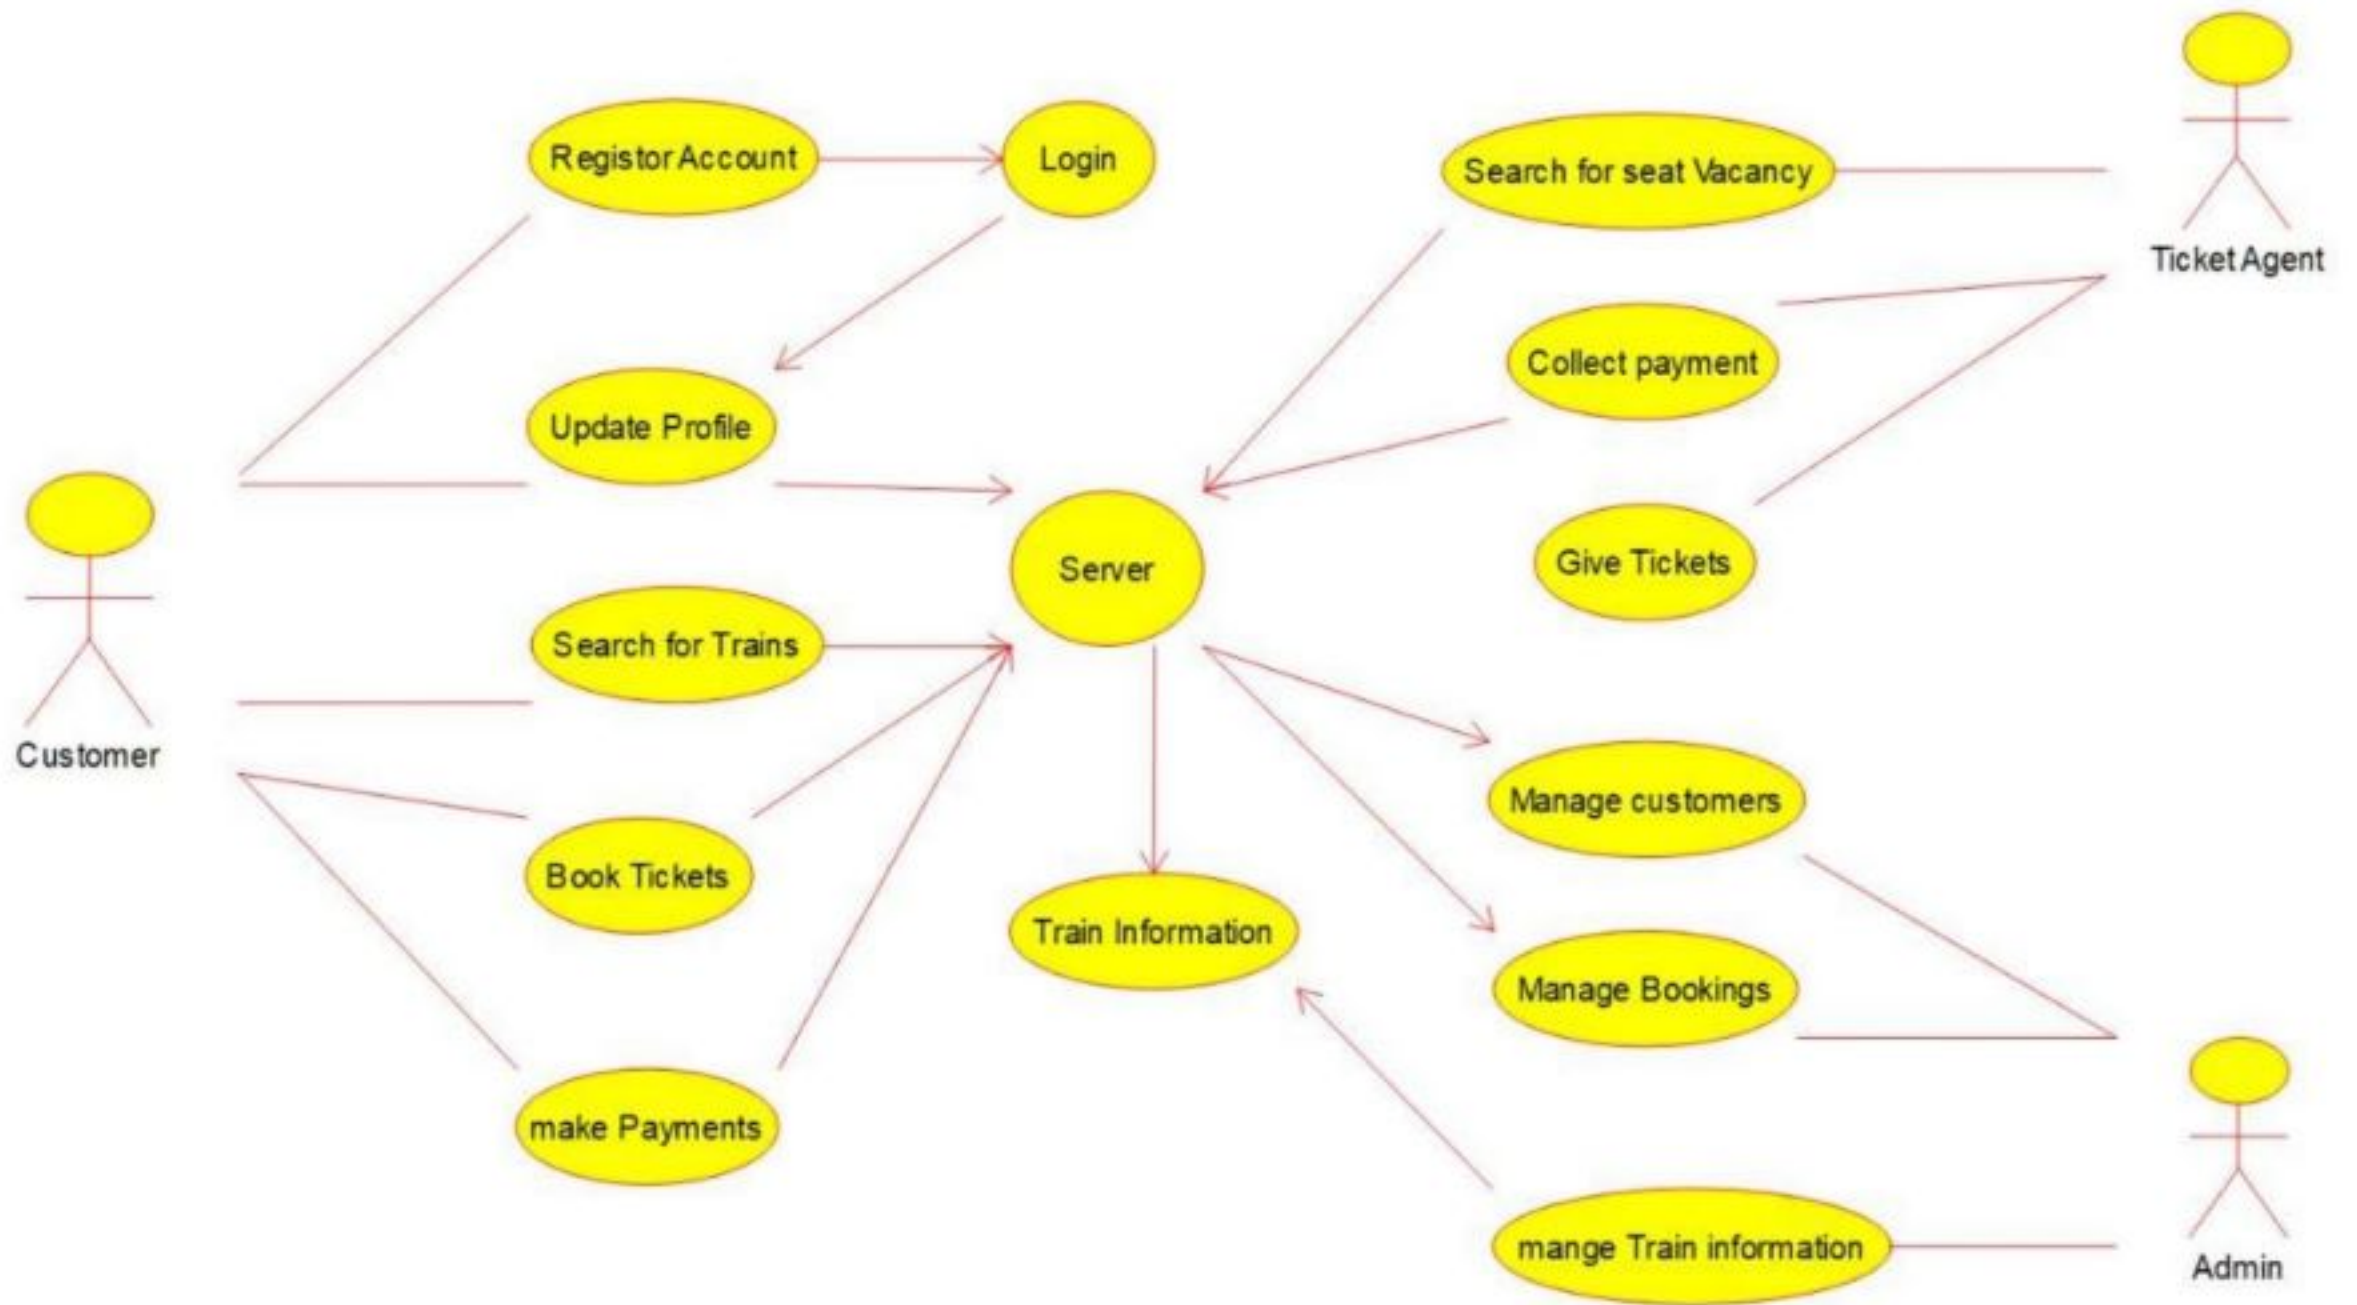 Registor Account
Login
Search for seat Vacancy
Ticket Agent
Collect payment
Update Profile
Server
Give Tickets
Search for Trains
Customer
Manage customers
Book Tickets
Train Information
Manage Bookings
make Payments
mange Train information
Admin